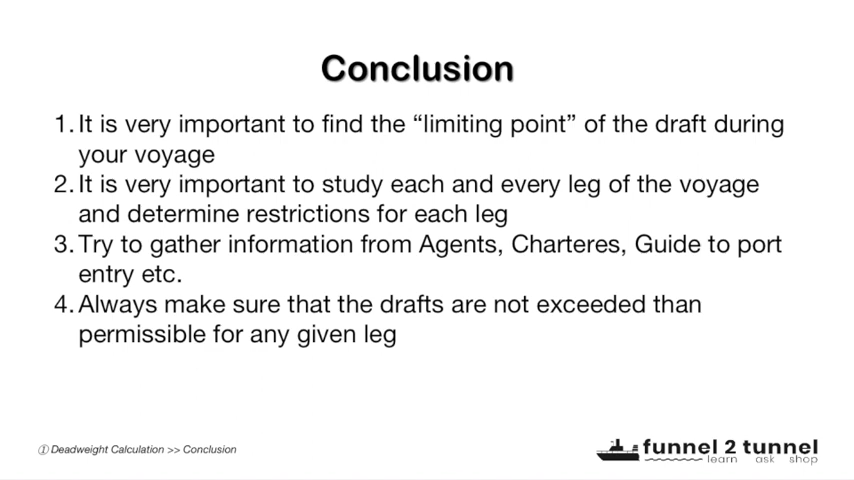 Conclusion
1. It is very important to find the “limiting point” of the draft during
your voyage
2. It is very important to study each and every leg of the voyage
and determine restrictions for each leg
3. Try to gather information from Agents, Charteres, Guide to port
entry etc.
4. Always make sure that the drafts are not exceeded than
permissible for any given leg
① Deadweight Calculation >> Conclusion
funnel 2 tunnel
learn ask shop